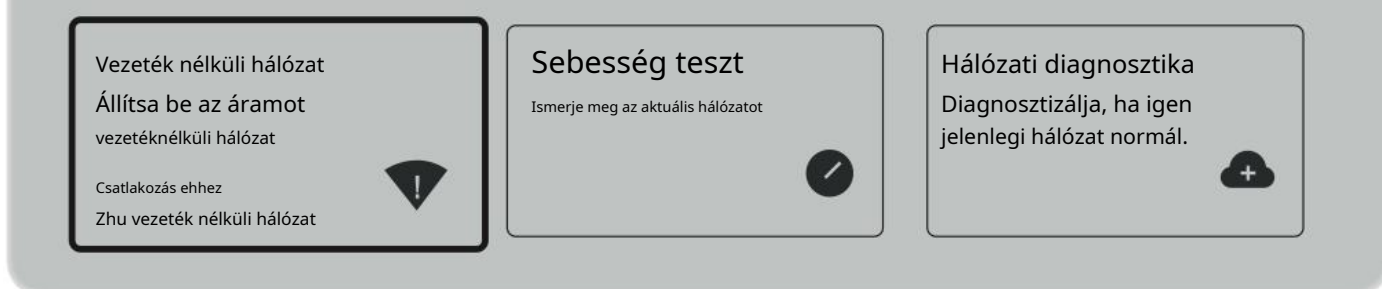 Vezeték nélküli hálózat
Állítsa be az áramot
vezetéknélküli hálózat
Csatlakozás ehhez
Zhu vezeték nélküli hálózat
Sebesség teszt
Ismerje meg az aktuális hálózatot
Hálózati diagnosztika
Diagnosztizálja, ha igen
jelenlegi hálózat normál.